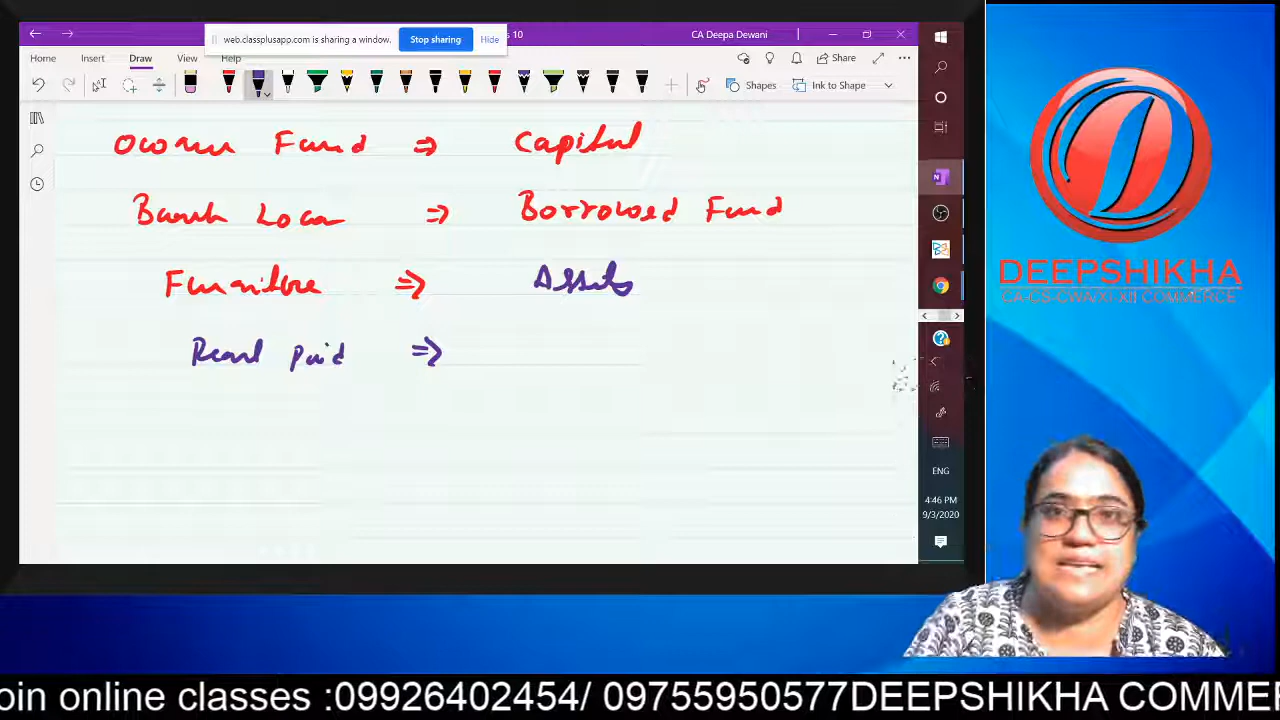 web.classplusapp.com is sharing a window. Stop sharing Hide
s 10
CA Deepa Dewani
Home Insert Draw View Help
Share
Shapes
Ink to Shape
Owner Fund ⇒ Capital
Bank Loan ⇒ Borrowed Fund
Furniture ⇒ Assets
Rent Paid ⇒
ENG
4:46 PM
9/3/2020
DEEPSHIKHA
CA-CS-CWA/XI-XII COMMERCE
oin online classes :09926402454/ 09755950577DEEPSHIKHA COMME